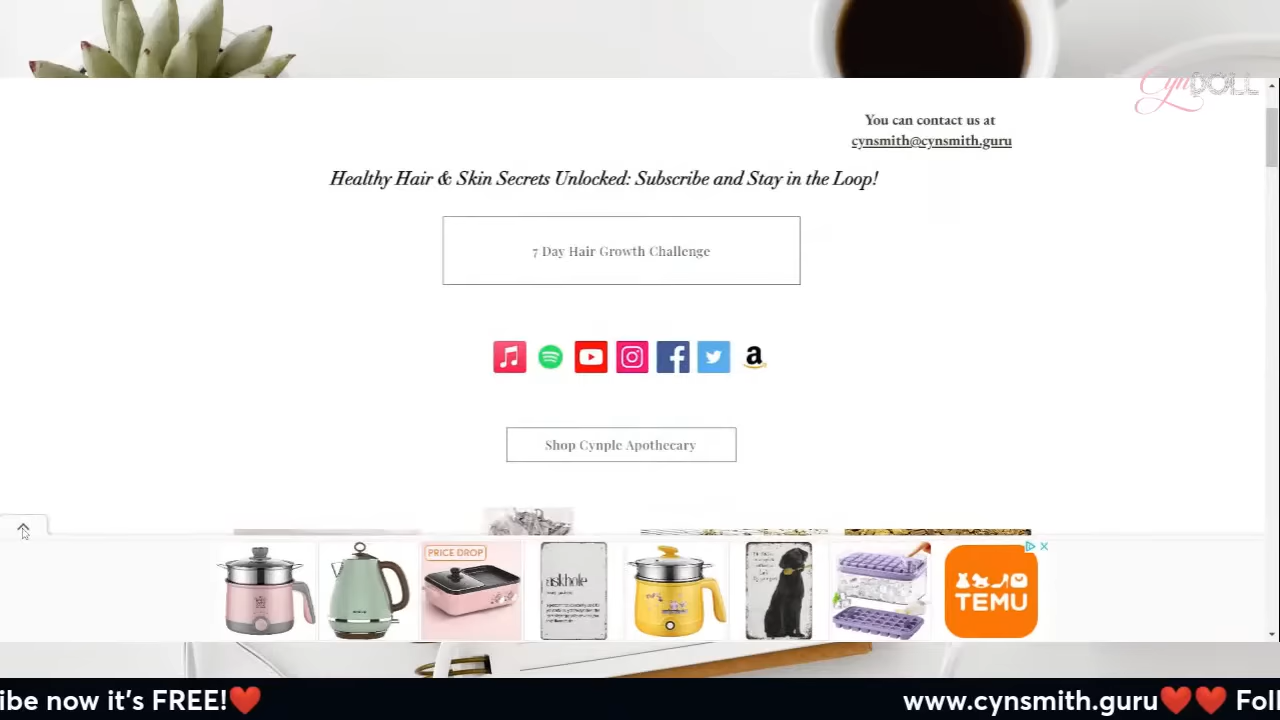 CynDOLL
You can contact us at
cynsmith@cynsmith.guru
Healthy Hair & Skin Secrets Unlocked: Subscribe and Stay in the Loop!
7 Day Hair Growth Challenge
a
Shop Cynple Apothecary
PRICE DROP
askhole
TEMU
ibe now it's FREE!❤️
www.cynsmith.guru❤️❤️ Foll